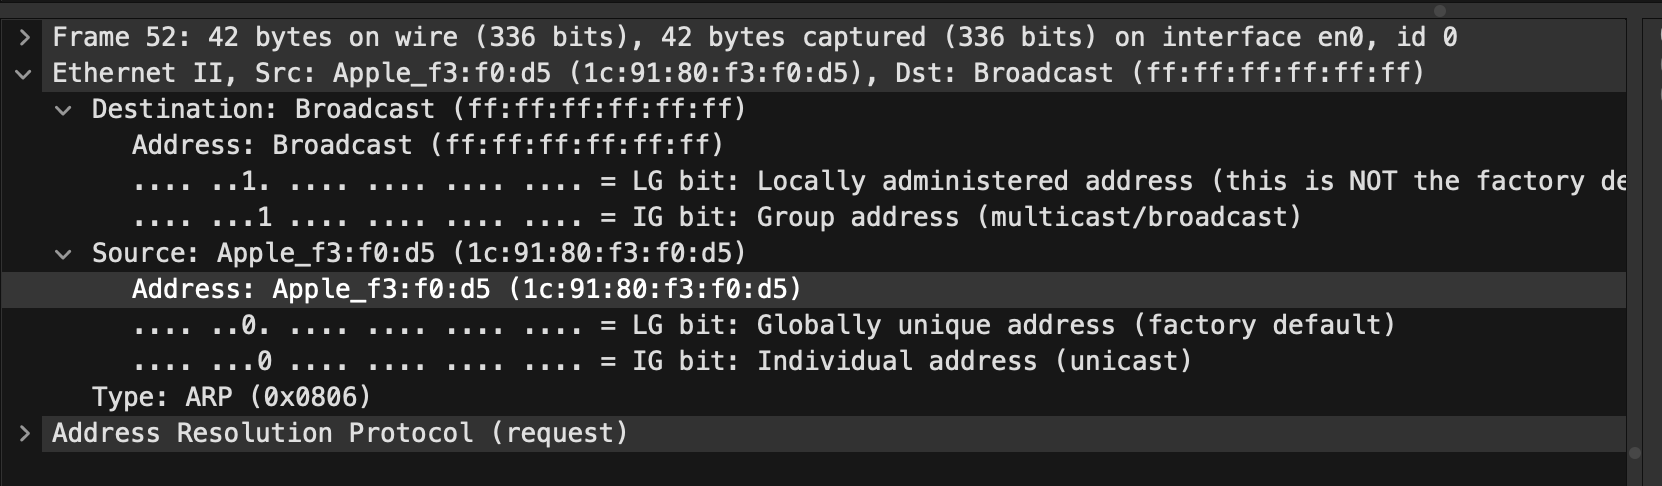 Frame 52: 42 bytes on wire (336 bits), 42 bytes captured (336 bits) on interface en0, id 0
Ethernet II, Src: Apple_f3:f0:d5 (1c:91:80:f3:f0:d5), Dst: Broadcast (ff:ff:ff:ff:ff:ff)
Destination: Broadcast (ff:ff:ff:ff:ff:ff)
Address: Broadcast (ff:ff:ff:ff:ff:ff)
.... ..1. .... .... .... .... = LG bit: Locally administered address (this is NOT the factory de
.... ...1 .... .... .... .... = IG bit: Group address (multicast/broadcast)
Source: Apple_f3:f0:d5 (1c:91:80:f3:f0:d5)
Address: Apple_f3:f0:d5 (1c:91:80:f3:f0:d5)
.... ..0. .... .... .... .... = LG bit: Globally unique address (factory default)
.... ...0 .... .... .... .... = IG bit: Individual address (unicast)
Type: ARP (0x0806)
Address Resolution Protocol (request)